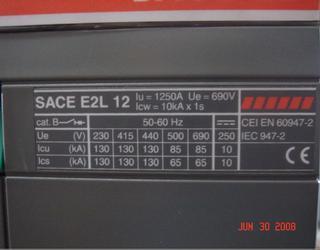 SACE E2L 12 Iu = 1250A Ue = 690V
Icw = 10kA x 1s
cat. B 50-60 Hz CEI EN 60947-2
Ue (V) 230 415 440 500 690 250 IEC 947-2
Icu (kA) 130 130 130 85 85 10
Ics (kA) 130 130 130 65 65 10
CE
JUN 30 2008